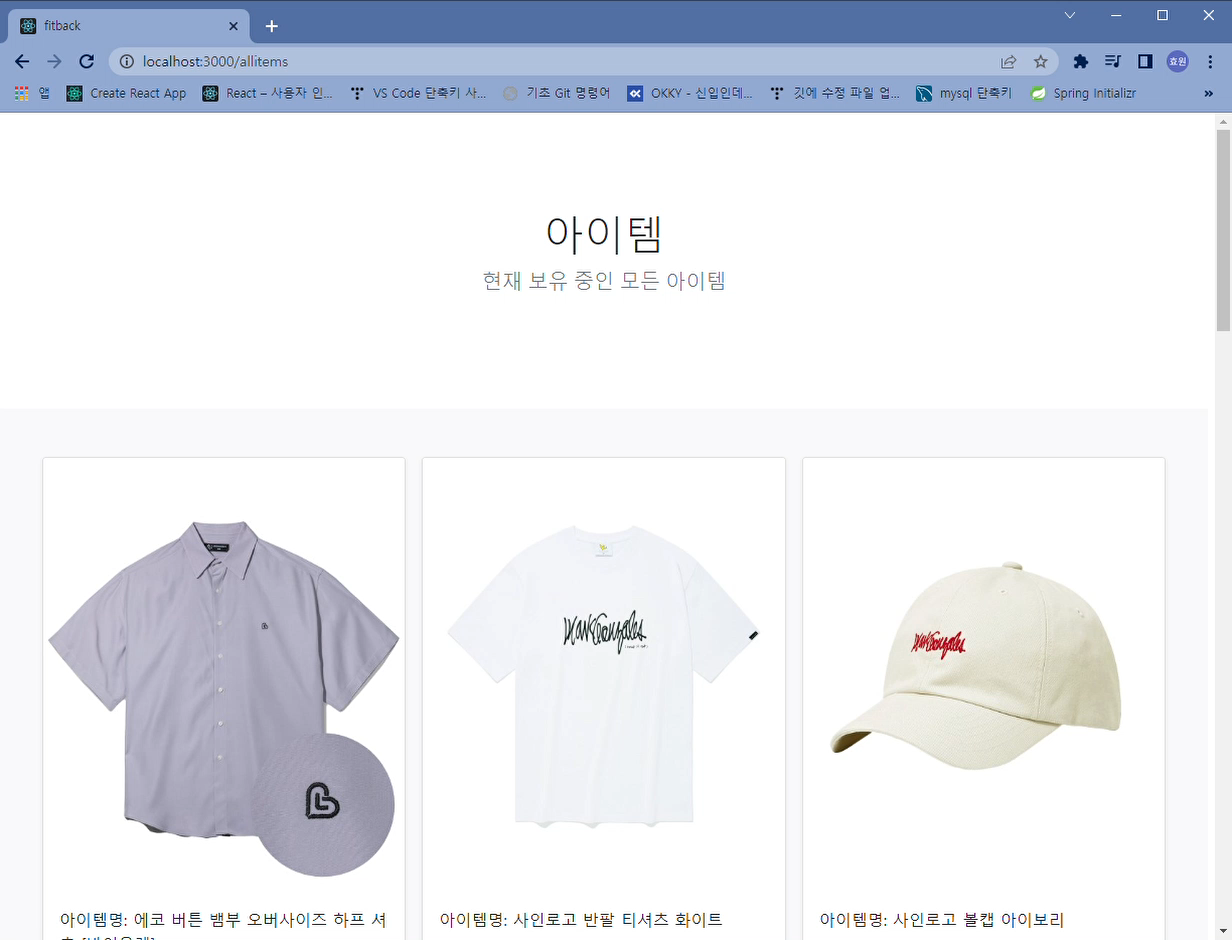 fitback
localhost:3000/allitems
효원
앱
Create React App
React – 사용자 인...
VS Code 단축키 사...
기초 Git 명령어
OKKY - 신입인데...
깃에 수정 파일 업...
mysql 단축키
Spring Initializr
»
아이템
현재 보유 중인 모든 아이템
MarkGonzales
MarkGonzales
아이템명: 에코 버튼 뱀부 오버사이즈 하프 셔
아이템명: 사인로고 반팔 티셔츠 화이트
아이템명: 사인로고 볼캡 아이보리